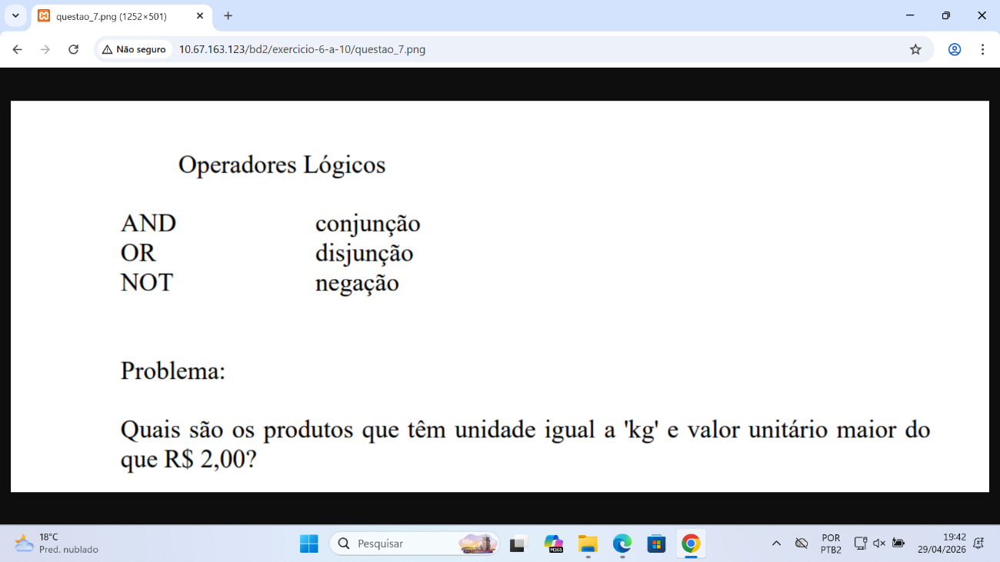 questao_7.png (1252×501)
Não seguro
10.67.163.123/bd2/exercicio-6-a-10/questao_7.png
Operadores Lógicos
AND conjunção
OR disjunção
NOT negação
Problema:
Quais são os produtos que têm unidade igual a 'kg' e valor unitário maior do
que R$ 2,00?
18°C
Pred. nublado
Pesquisar
M365
POR
PTB2
19:42
29/04/2026